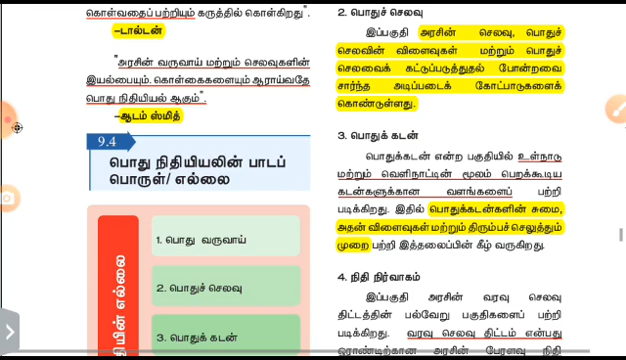 கொள்வதைப் பற்றியும் கருத்தில் கொள்கிறது".
–டால்டன்
"அரசின் வருவாய் மற்றும் செலவுகளின்
இயல்பையும், கொள்கைகளையும் ஆராய்வதே
பொது நிதியியல் ஆகும்".
–ஆடம் ஸ்மித்
9.4
பொது நிதியியலின் பாடப்
பொருள்/ எல்லை
1. பொது வருவாய்
2. பொதுச் செலவு
3. பொதுக் கடன்
தியின் எல்லை
2. பொதுச் செலவு
இப்பகுதி அரசின் செலவு, பொதுச்
செலவின் விளைவுகள் மற்றும் பொதுச்
செலவைக் கட்டுப்படுத்துதல் போன்றவை
சார்ந்த அடிப்படைக் கோட்பாடுகளைக்
கொண்டுள்ளது.
3. பொதுக் கடன்
பொதுக்கடன் என்ற பகுதியில் உள்நாடு
மற்றும் வெளிநாட்டின் மூலம் பெறக்கூடிய
கடன்களுக்கான வளங்களைப் பற்றி
படிக்கிறது. இதில் பொதுக்கடன்களின் சுமை,
அதன் விளைவுகள் மற்றும் திரும்பச் செலுத்தும்
முறை பற்றி இத்தலைப்பின் கீழ் வருகிறது.
4. நிதி நிர்வாகம்
இப்பகுதி அரசின் வரவு செலவு
திட்டத்தின் பல்வேறு பகுதிகளைப் பற்றி
படிக்கிறது. வரவு செலவு திட்டம் என்பது
ஓராண்டிற்கான அரசின் பேரளவு நிதி